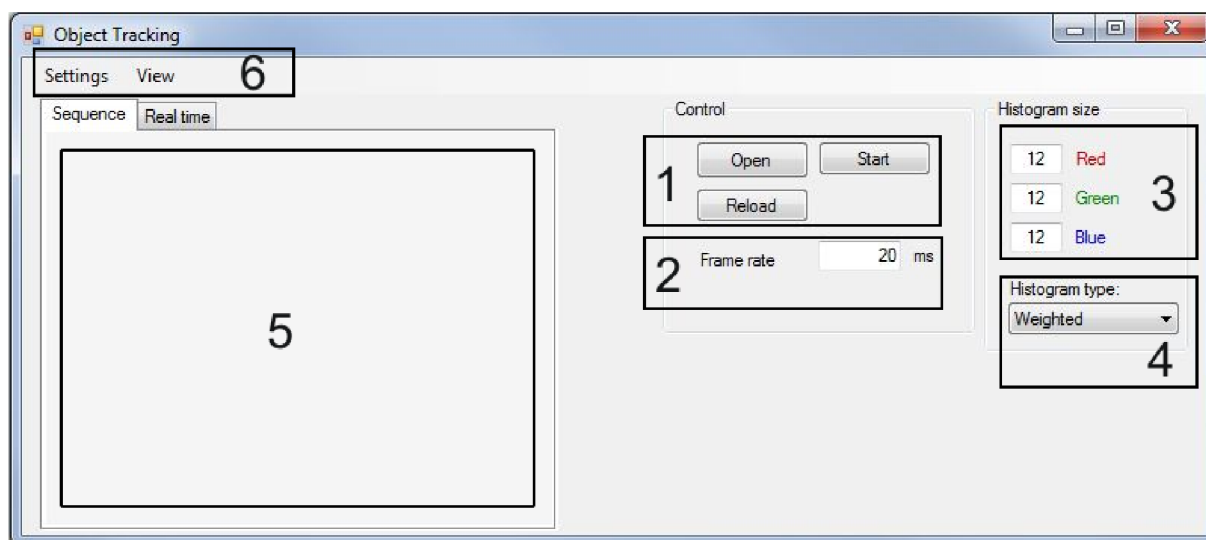 Object Tracking
Settings View 6
Sequence Real time
Control
1 Open Start
Reload
2 Frame rate 20 ms
Histogram size
12 Red
12 Green 3
12 Blue
Histogram type:
Weighted
4
5